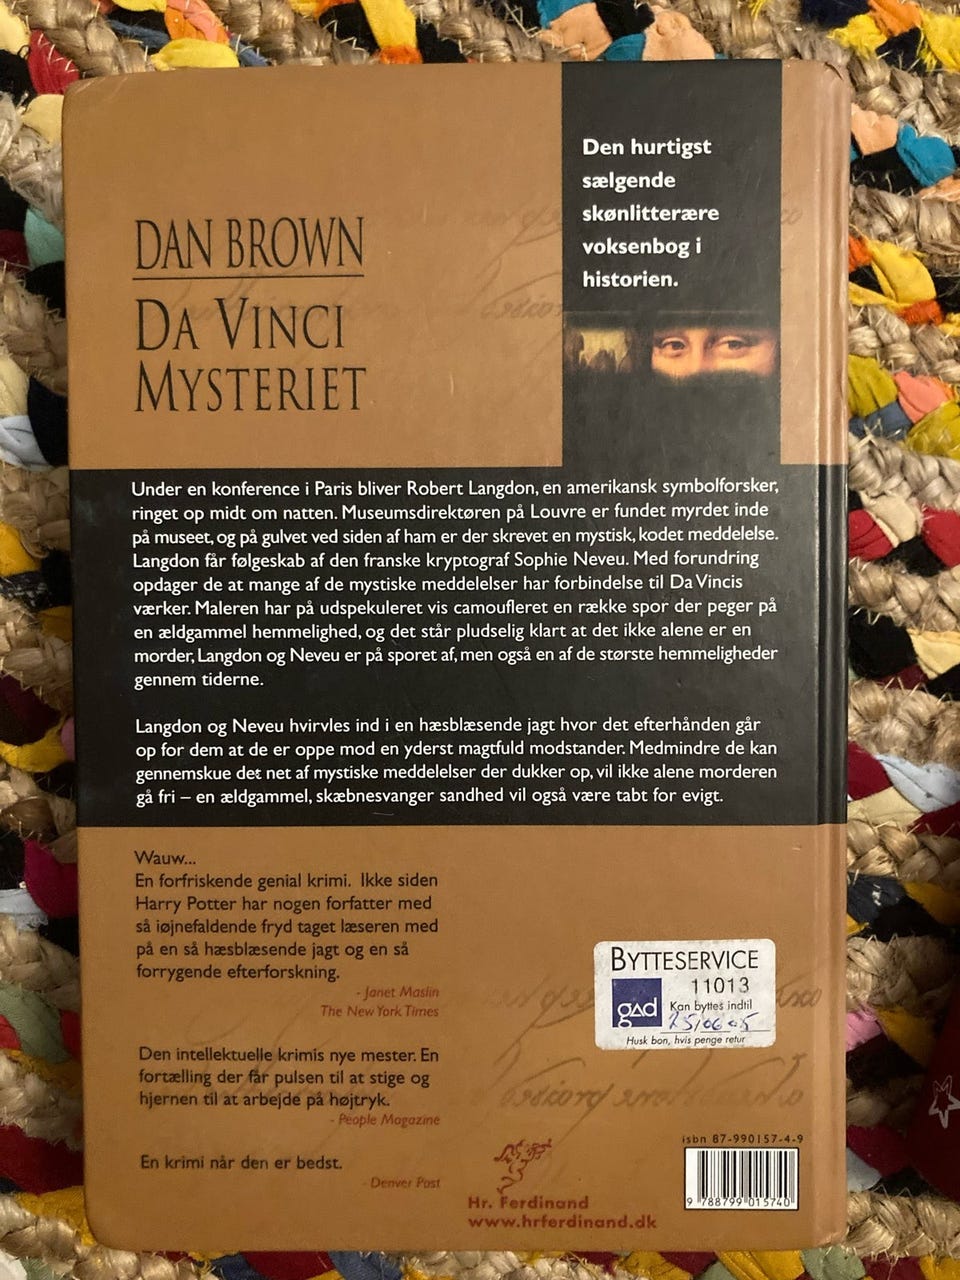 Den hurtigst
sælgende
skønlitterære
voksenbog i
historien.
DAN BROWN
DA VINCI
MYSTERIET
Under en konference i Paris bliver Robert Langdon, en amerikansk symbolforsker,
ringet op midt om natten. Museumsdirektøren på Louvre er fundet myrdet inde
på museet, og på gulvet ved siden af ham er der skrevet en mystisk, kodet meddelelse.
Langdon får følgeskab af den franske kryptograf Sophie Neveu. Med forundring
opdager de at mange af de mystiske meddelelser har forbindelse til Da Vincis
værker. Maleren har på udspekuleret vis camoufleret en række spor der peger på
en ældgammel hemmelighed, og det står pludselig klart at det ikke alene er en
morder, Langdon og Neveu er på sporet af, men også en af de største hemmeligheder
gennem tiderne.
Langdon og Neveu hvirvles ind i en hæsblæsende jagt hvor det efterhånden går
op for dem at de er oppe mod en yderst magtfuld modstander. Medmindre de kan
gennemskue det net af mystiske meddelelser der dukker op, vil ikke alene morderen
gå fri – en ældgammel, skæbnesvanger sandhed vil også være tabt for evigt.
Wauw...
En forfriskende genial krimi. Ikke siden
Harry Potter har nogen forfatter med
så iøjnefaldende fryd taget læseren med
på en så hæsblæsende jagt og en så
forrygende efterforskning.
- Janet Maslin
The New York Times
Den intellektuelle krimis nye mester. En
fortælling der får pulsen til at stige og
hjernen til at arbejde på højtryk.
- People Magazine
En krimi når den er bedst.
- Denver Post
BYTTESERVICE
11013
gad
Kan byttes indtil
25/06-05
Husk bon, hvis penge retur
Hr. Ferdinand
www.hrferdinand.dk
isbn 87-990157-4-9
9 788799 015740